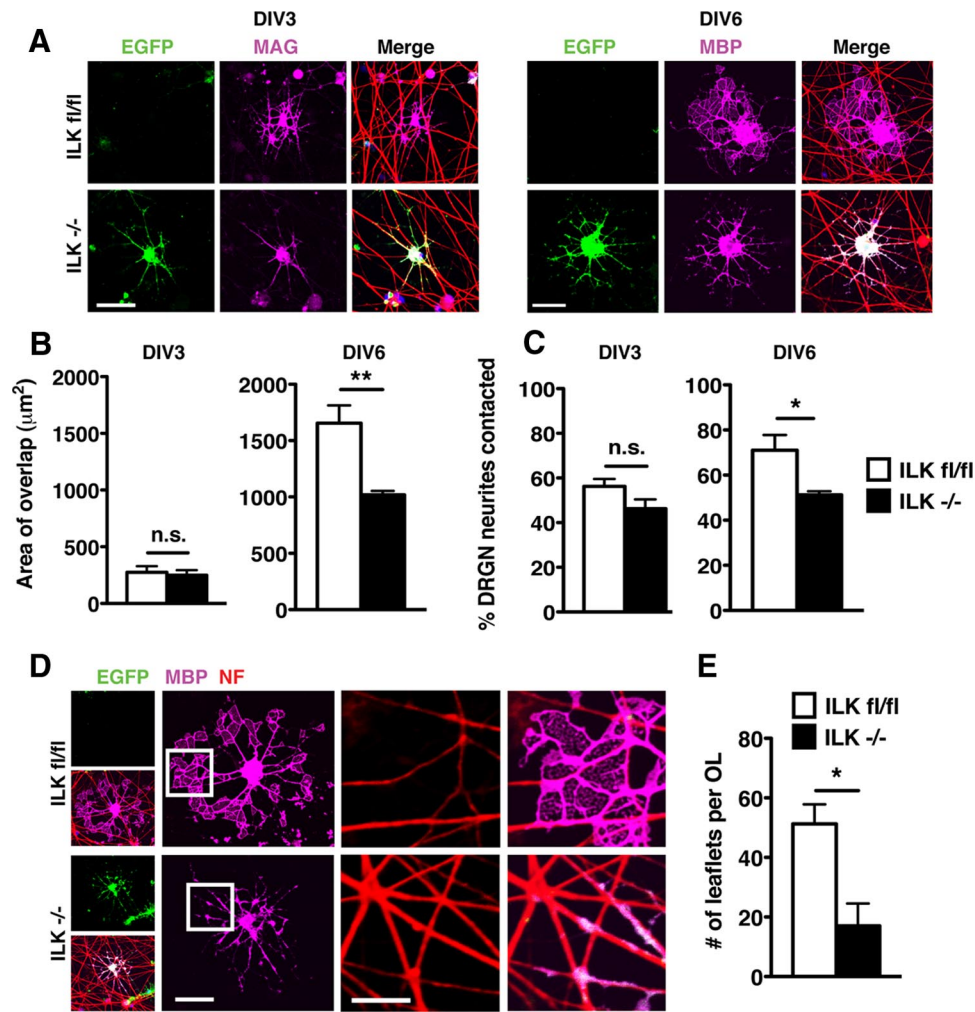 A
DIV3
DIV6
EGFP MAG Merge EGFP MBP Merge
ILK fl/fl
ILK -/-
B
DIV3
DIV6
Area of overlap (μm²)
2000
1500
1000
500
0
n.s.
2000
1500
1000
500
0
**
C
DIV3
DIV6
% DRGN neurites contacted
100
80
60
40
20
0
n.s.
100
80
60
40
20
0
*
ILK fl/fl
ILK -/-
D
EGFP MBP NF
ILK fl/fl
ILK -/-
E
ILK fl/fl
ILK -/-
# of leaflets per OL
80
60
40
20
0
*